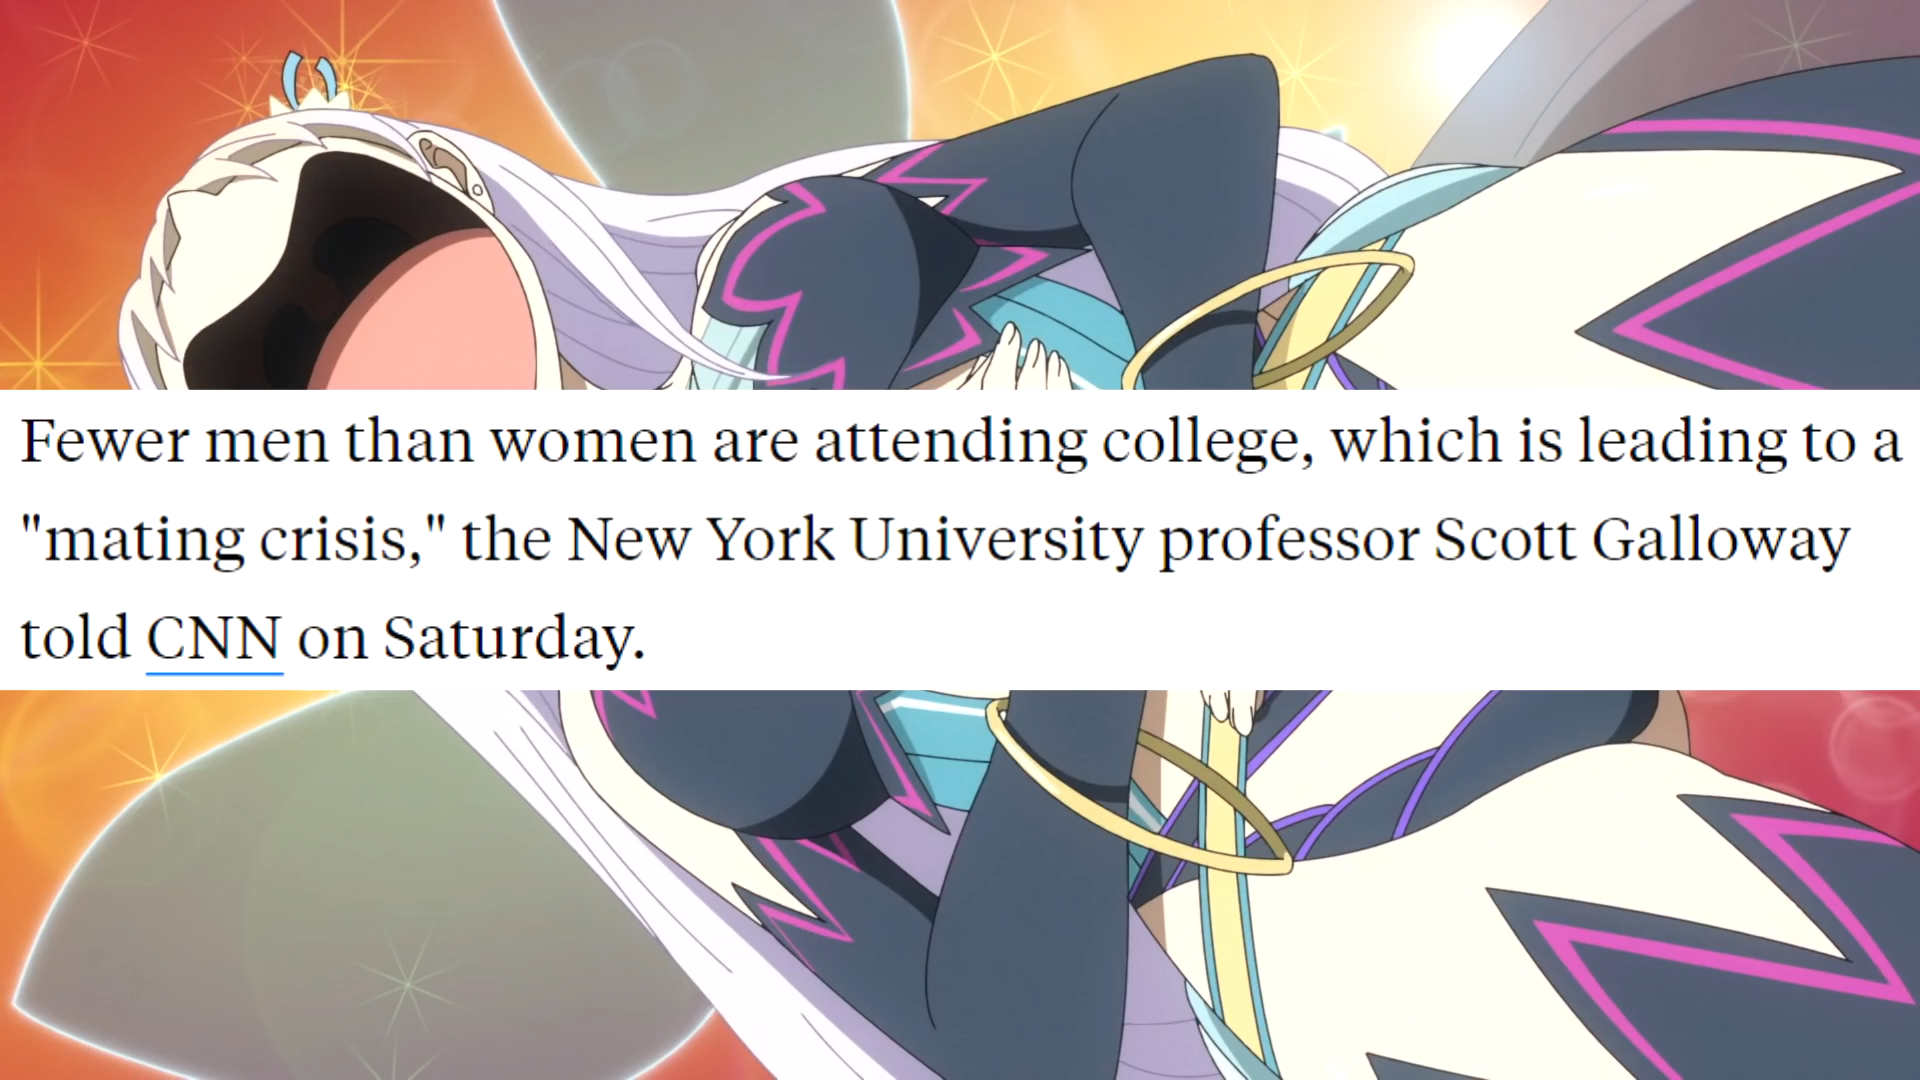 Fewer men than women are attending college, which is leading to a
"mating crisis," the New York University professor Scott Galloway
told CNN on Saturday.